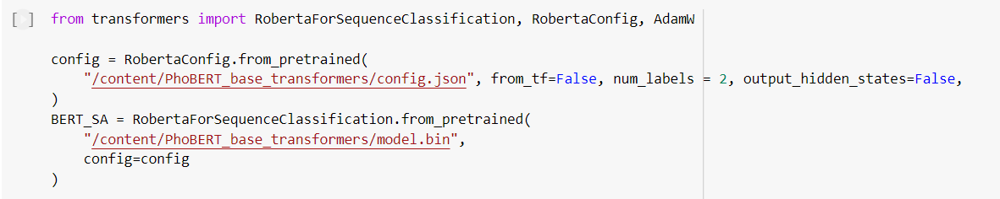 [ ] from transformers import RobertaForSequenceClassification, RobertaConfig, AdamW
config = RobertaConfig.from_pretrained(
"/content/PhoBERT_base_transformers/config.json", from_tf=False, num_labels = 2, output_hidden_states=False,
)
BERT_SA = RobertaForSequenceClassification.from_pretrained(
"/content/PhoBERT_base_transformers/model.bin",
config=config
)